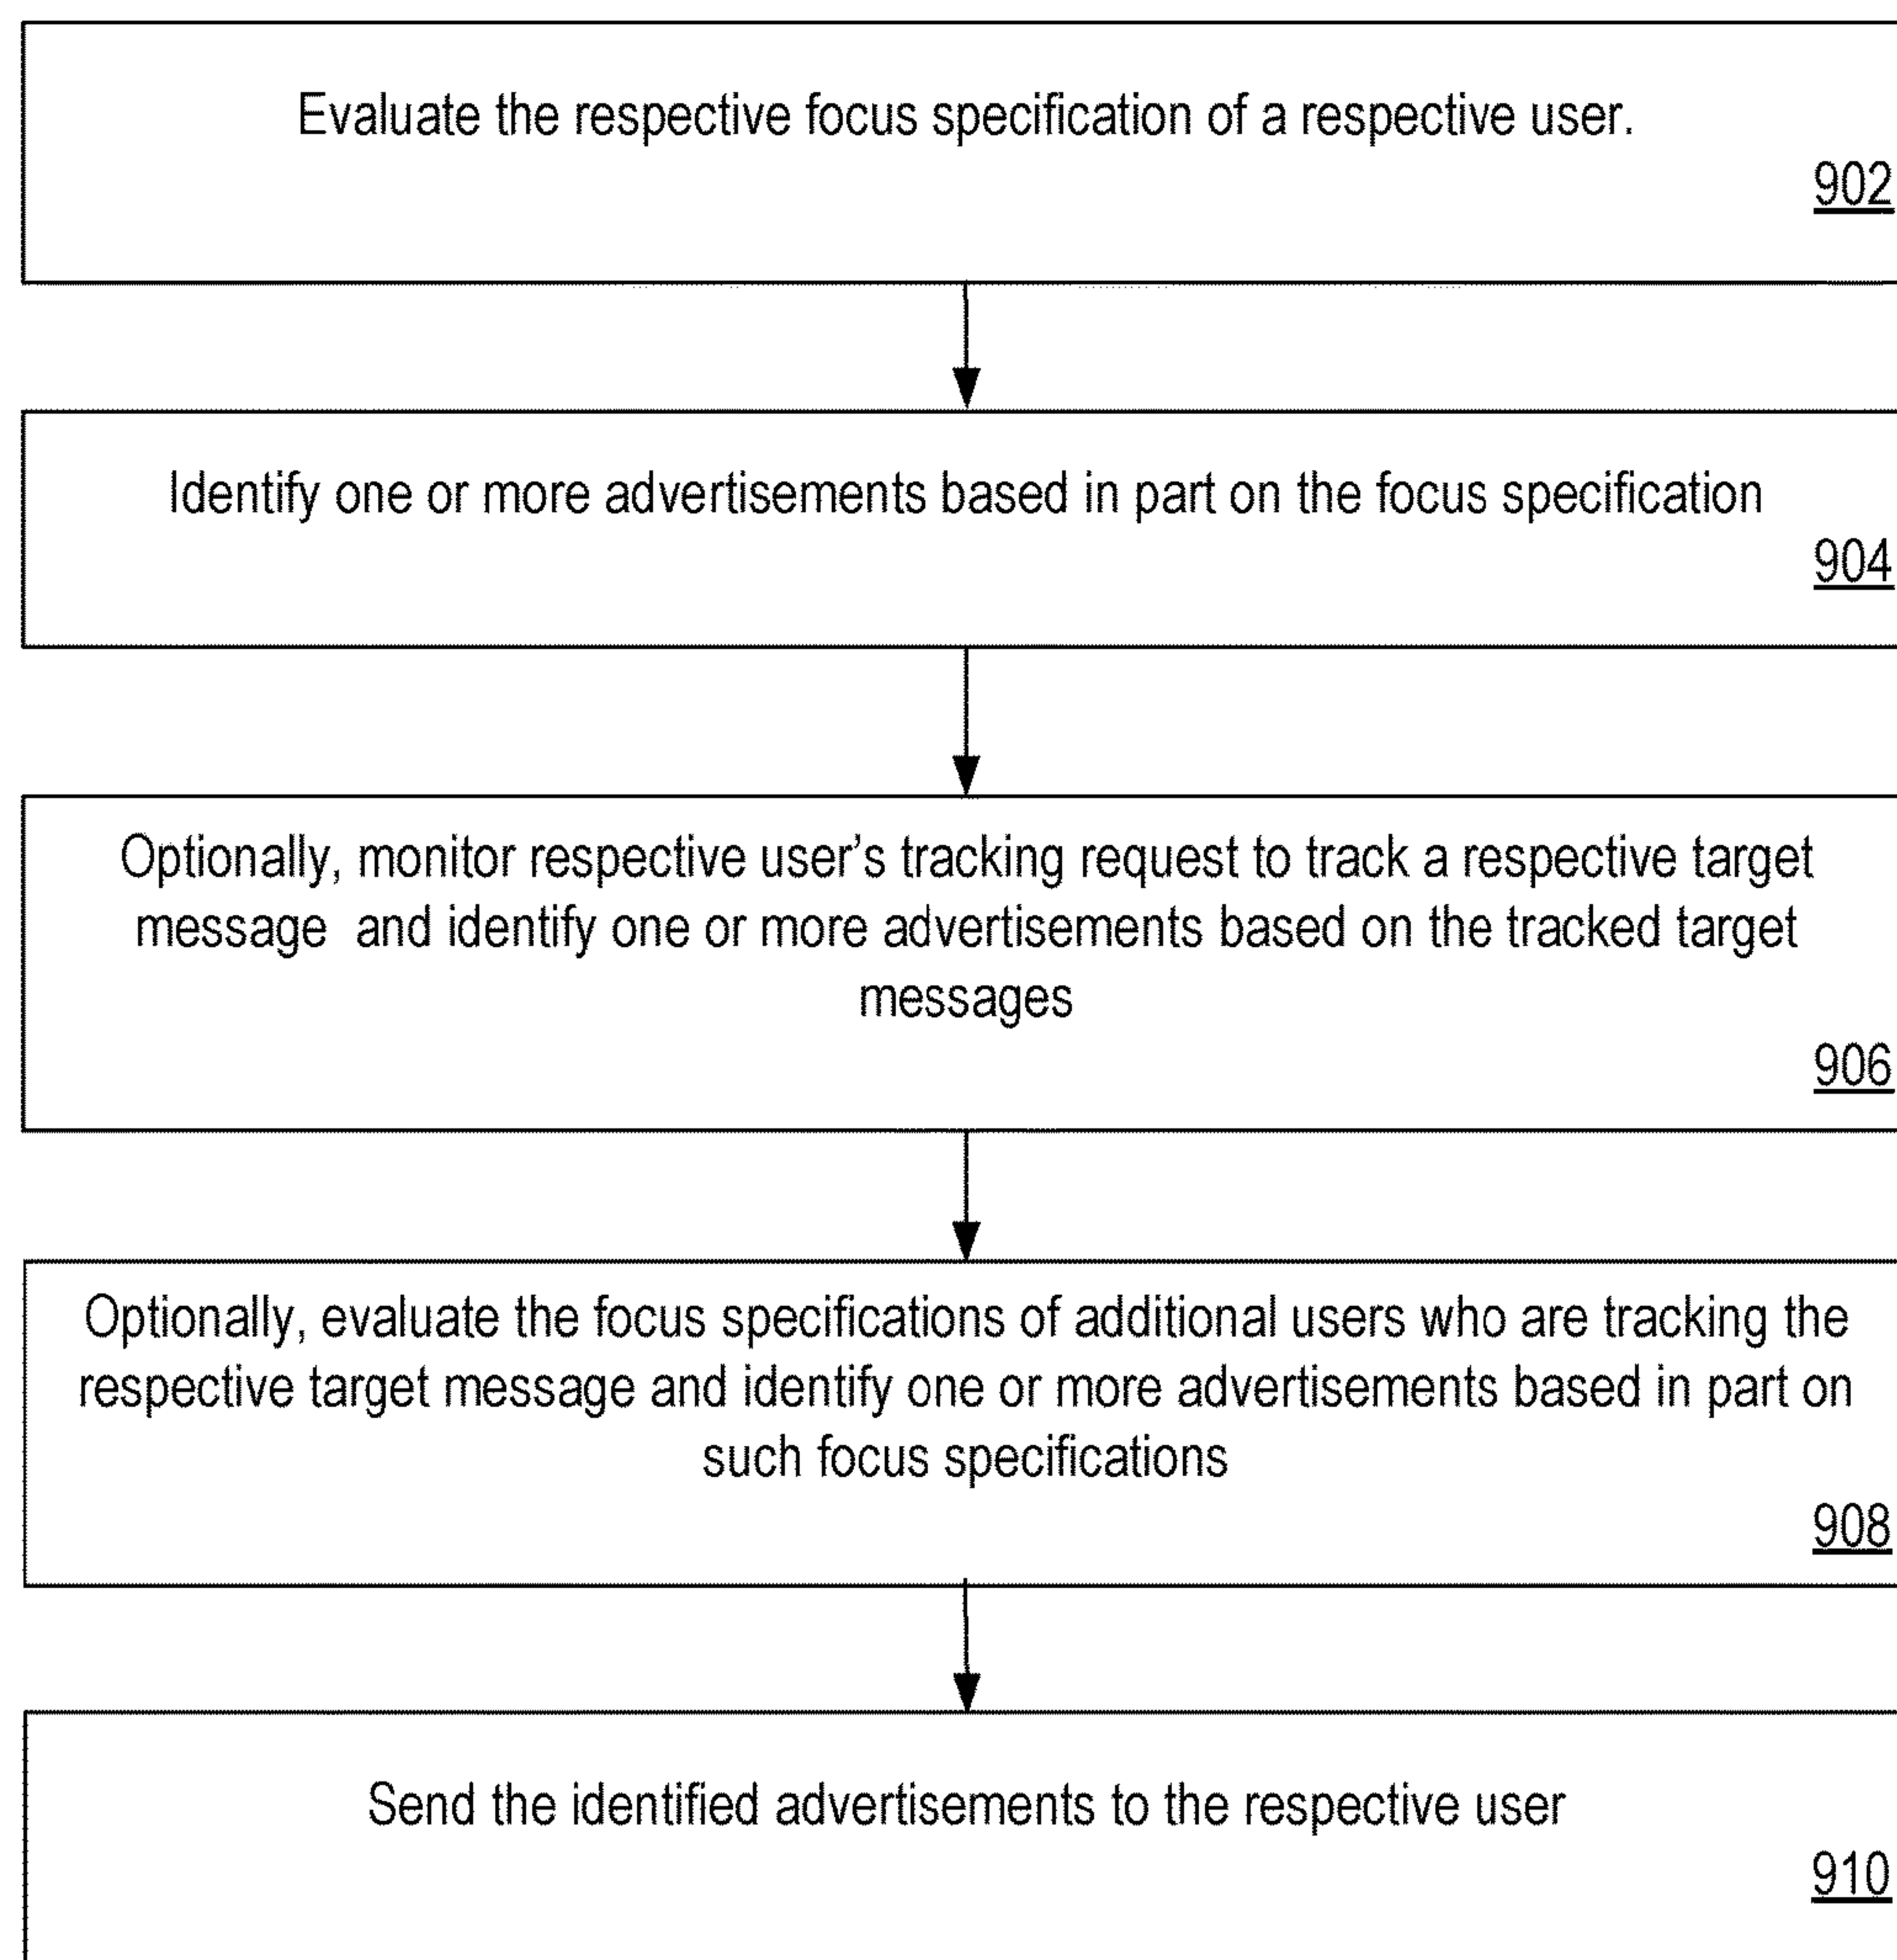 Evaluate the respective focus specification of a respective user.
902
Identify one or more advertisements based in part on the focus specification
904
Optionally, monitor respective user's tracking request to track a respective target
message and identify one or more advertisements based on the tracked target
messages
906
Optionally, evaluate the focus specifications of additional users who are tracking the
respective target message and identify one or more advertisements based in part on
such focus specifications
908
Send the identified advertisements to the respective user
910